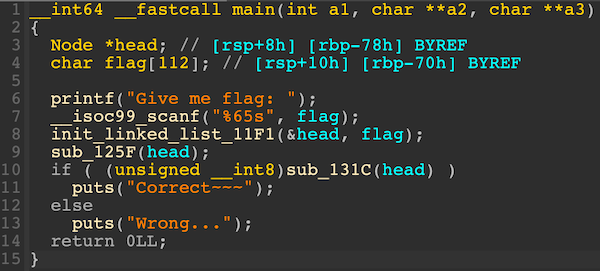 1 __int64 __fastcall main(int a1, char **a2, char **a3)
2 {
3   Node *head; // [rsp+8h] [rbp-78h] BYREF
4   char flag[112]; // [rsp+10h] [rbp-70h] BYREF
5
6   printf("Give me flag: ");
7   __isoc99_scanf("%65s", flag);
8   init_linked_list_11F1(&head, flag);
9   sub_125F(head);
10   if ( (unsigned __int8)sub_131C(head) )
11     puts("Correct~~~");
12   else
13     puts("Wrong...");
14   return 0LL;
15 }